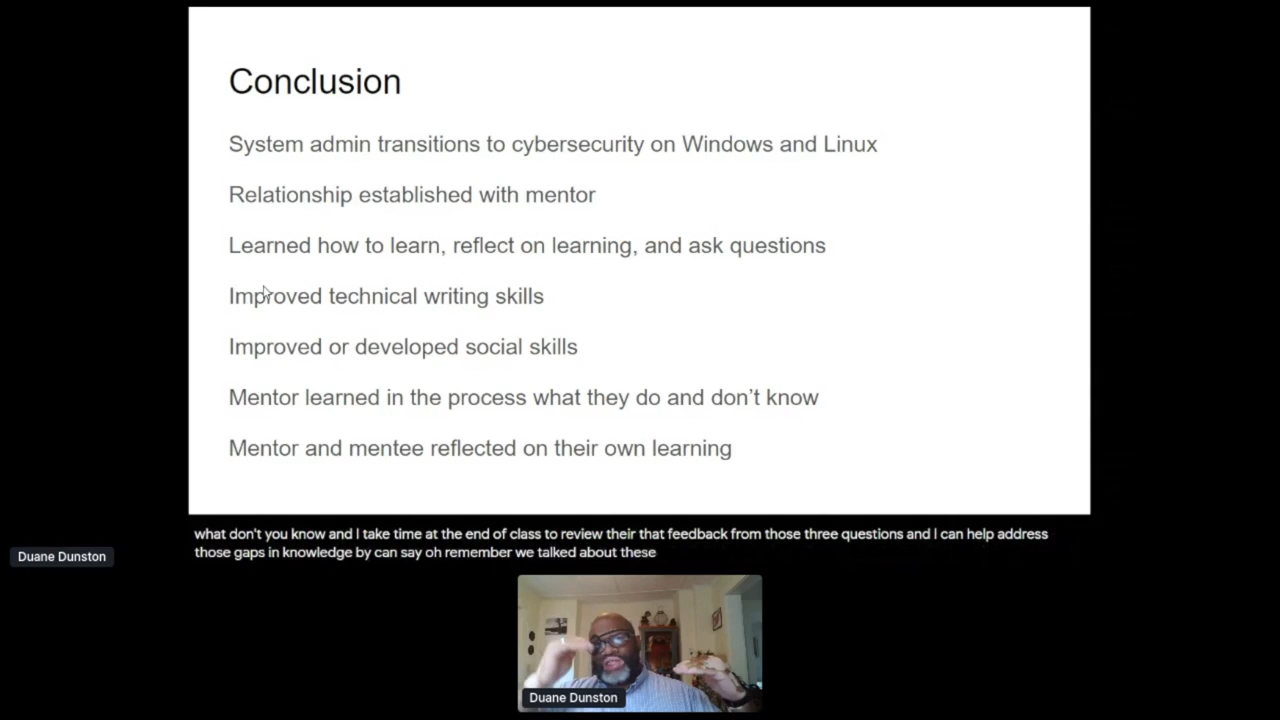 Conclusion
System admin transitions to cybersecurity on Windows and Linux
Relationship established with mentor
Learned how to learn, reflect on learning, and ask questions
Improved technical writing skills
Improved or developed social skills
Mentor learned in the process what they do and don’t know
Mentor and mentee reflected on their own learning
what don't you know and I take time at the end of class to review their that feedback from those three questions and I can help address
those gaps in knowledge by can say oh remember we talked about these
Duane Dunston
Duane Dunston